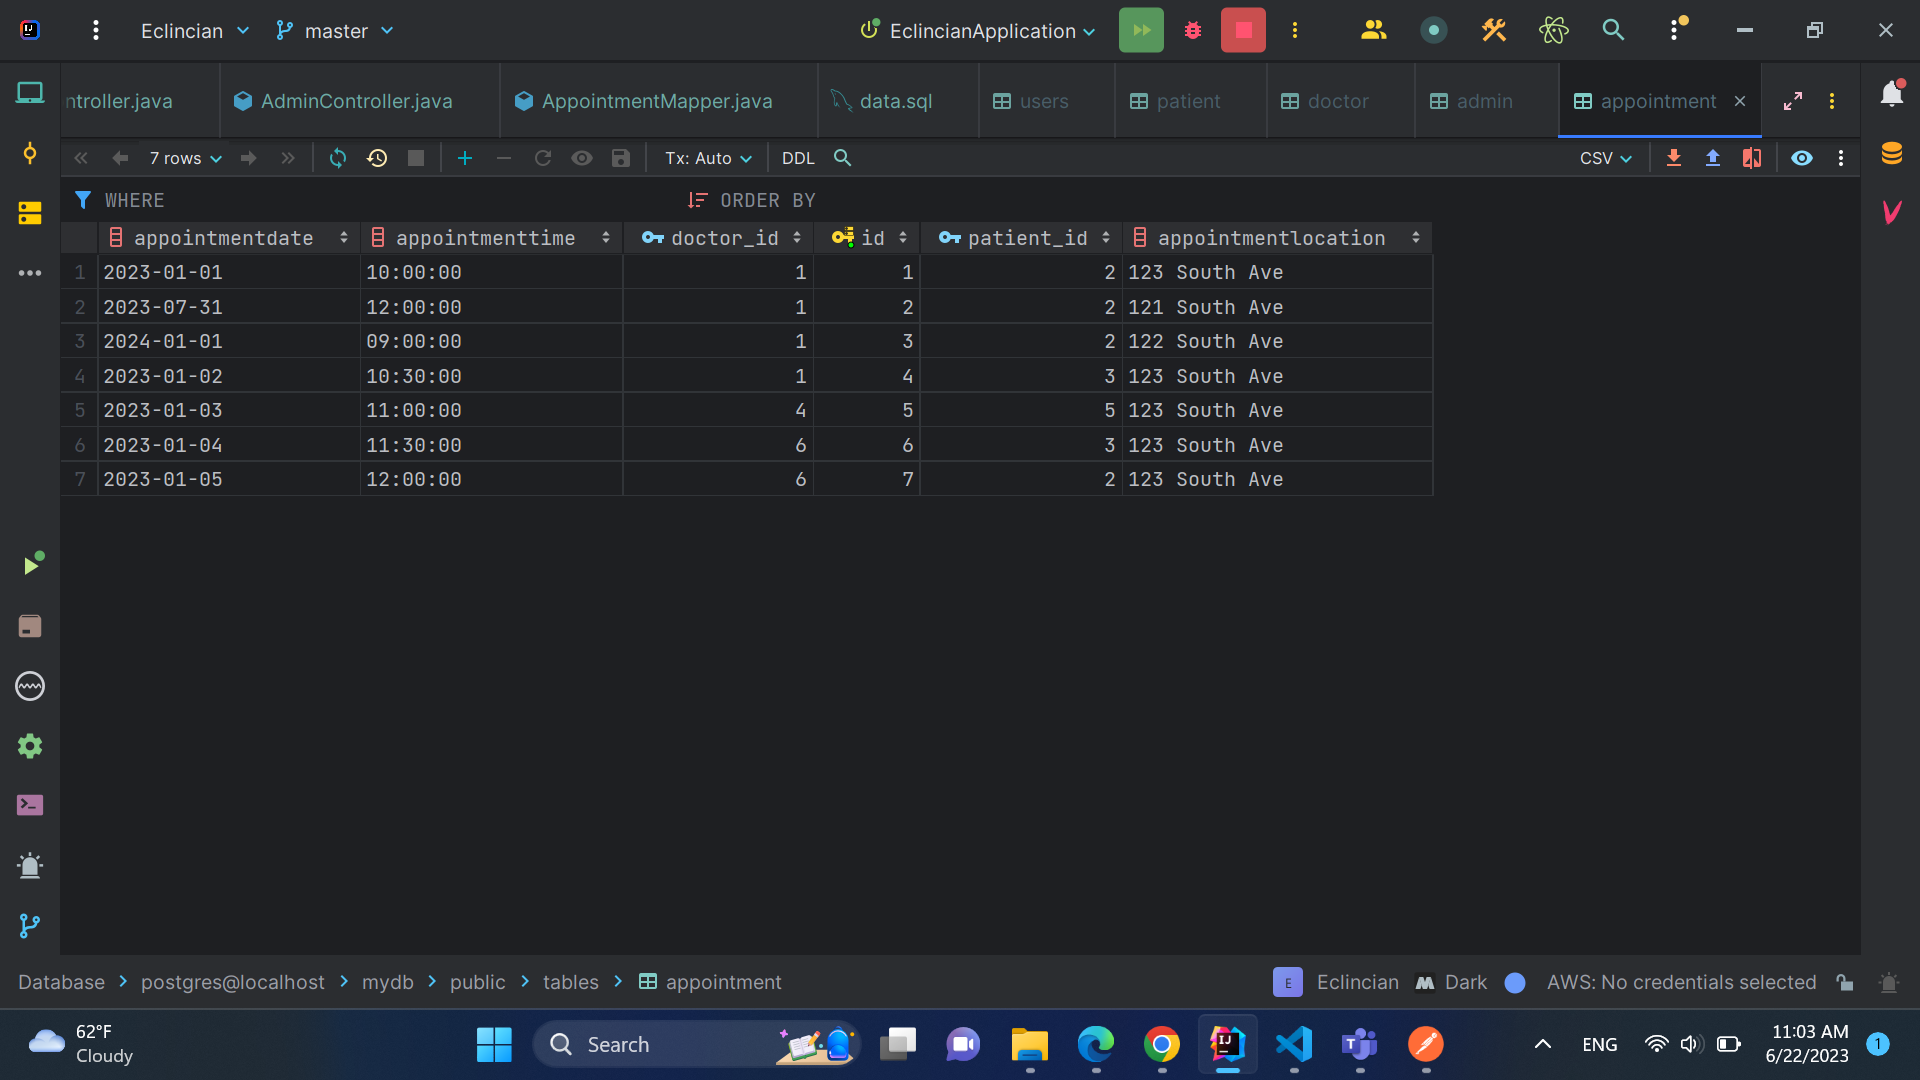 Eclincian master EclincianApplication
ntroller.java AdminController.java AppointmentMapper.java data.sql users patient doctor admin appointment
7 rows Tx: Auto DDL CSV
WHERE ORDER BY
appointmentdate appointmenttime doctor_id id patient_id appointmentlocation
1 2023-01-01 10:00:00 1 1 2 123 South Ave
2 2023-07-31 12:00:00 1 2 2 121 South Ave
3 2024-01-01 09:00:00 1 3 2 122 South Ave
4 2023-01-02 10:30:00 1 4 3 123 South Ave
5 2023-01-03 11:00:00 4 5 5 123 South Ave
6 2023-01-04 11:30:00 6 6 3 123 South Ave
7 2023-01-05 12:00:00 6 7 2 123 South Ave
Database postgres@localhost mydb public tables appointment E Eclincian Dark AWS: No credentials selected
62°F
Cloudy
Search
ENG
11:03 AM
6/22/2023
1